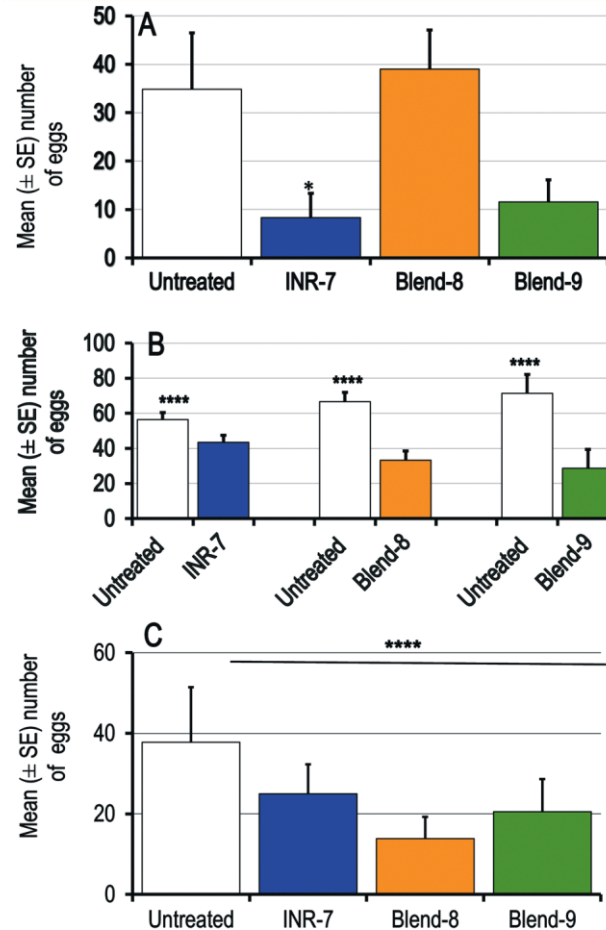 A
Mean (± SE) number
of eggs
50
40
30
20
10
0
*
Untreated INR-7 Blend-8 Blend-9
B
Mean (± SE) number
of eggs
100
80
60
40
20
0
**** **** ****
Untreated INR-7 Untreated Blend-8 Untreated Blend-9
C
Mean (± SE) number
of eggs
60
40
20
0
****
Untreated INR-7 Blend-8 Blend-9